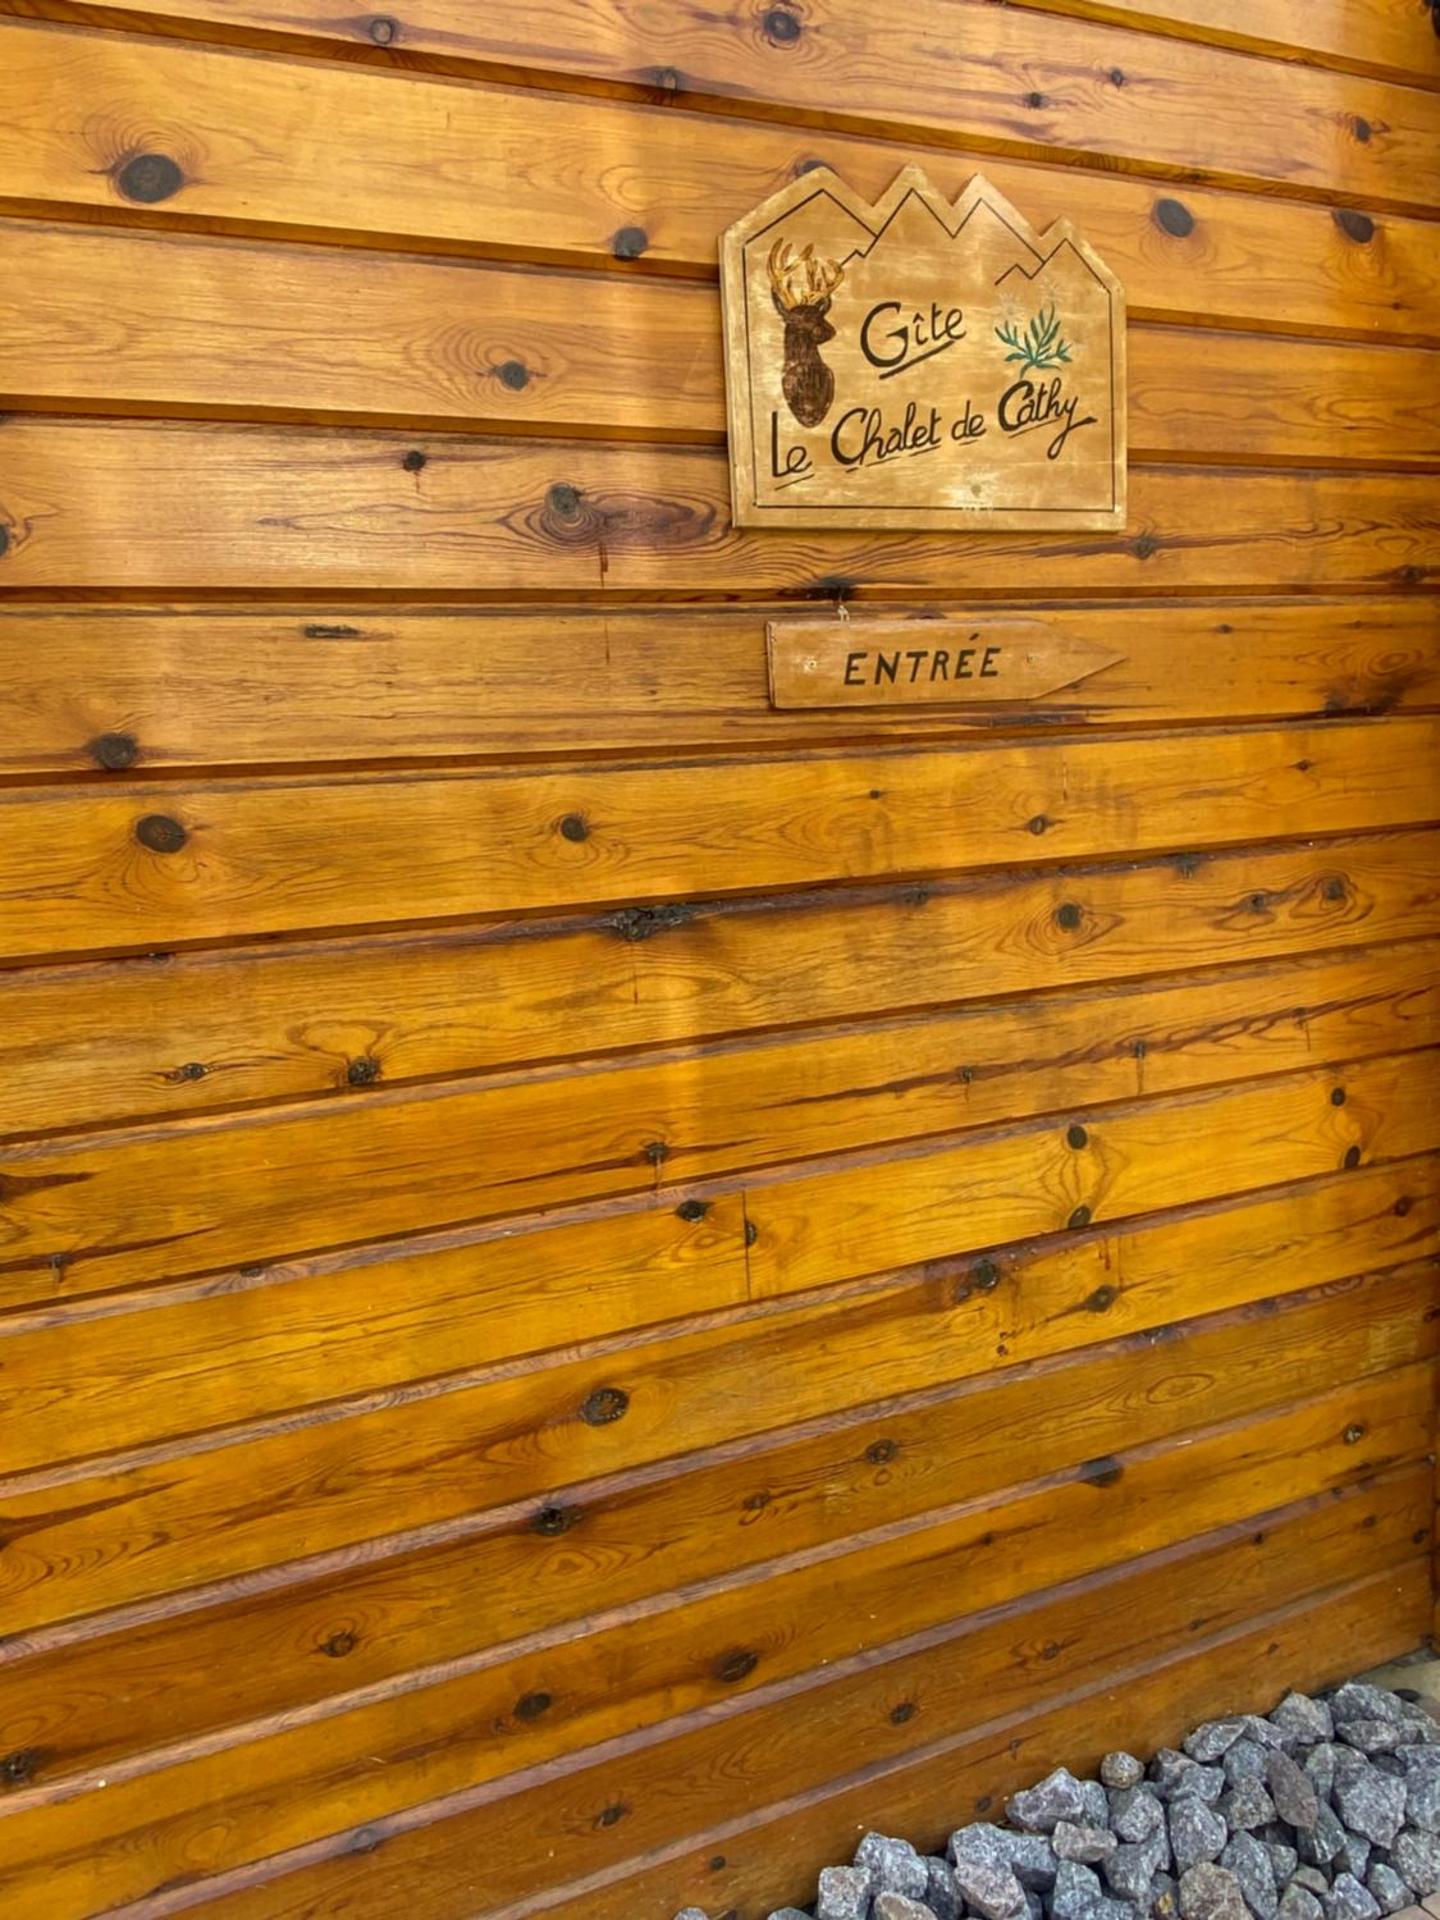 Gîte
Le Chalet de Cathy
ENTRÉE